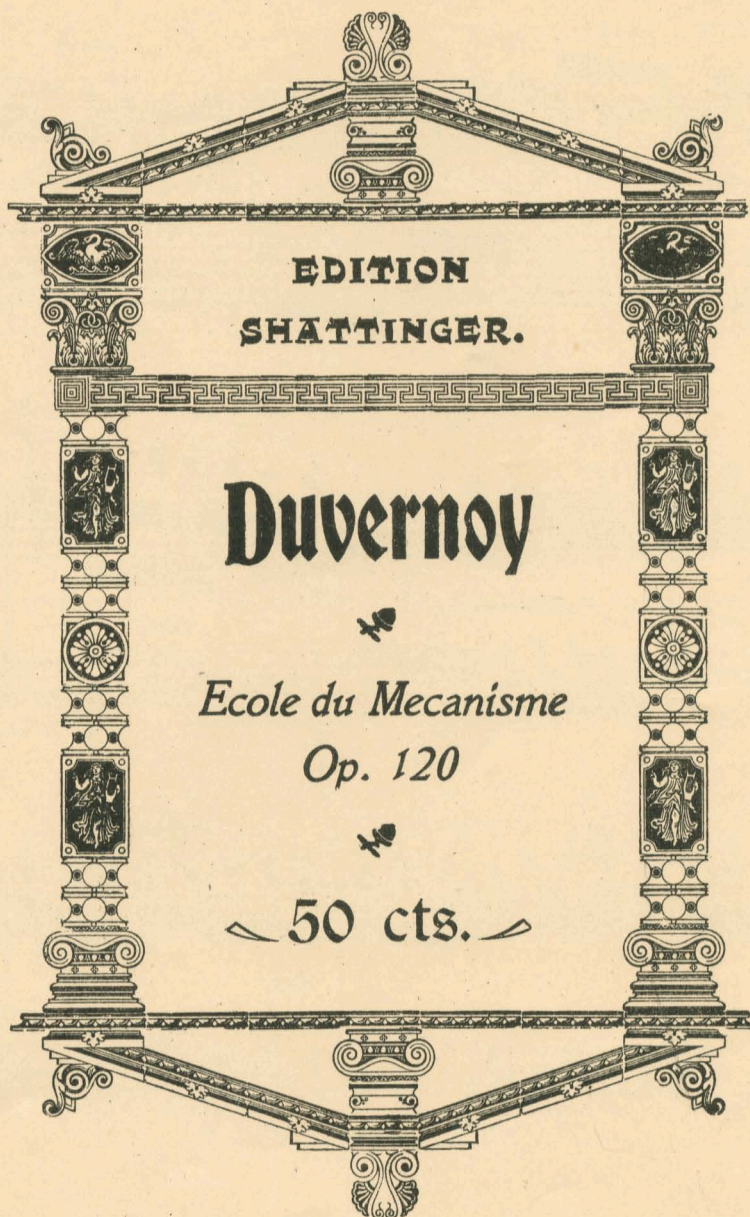 EDITION
SHATTINGER.
Duvernoy
Ecole du Mecanisme
Op. 120
50 cts.